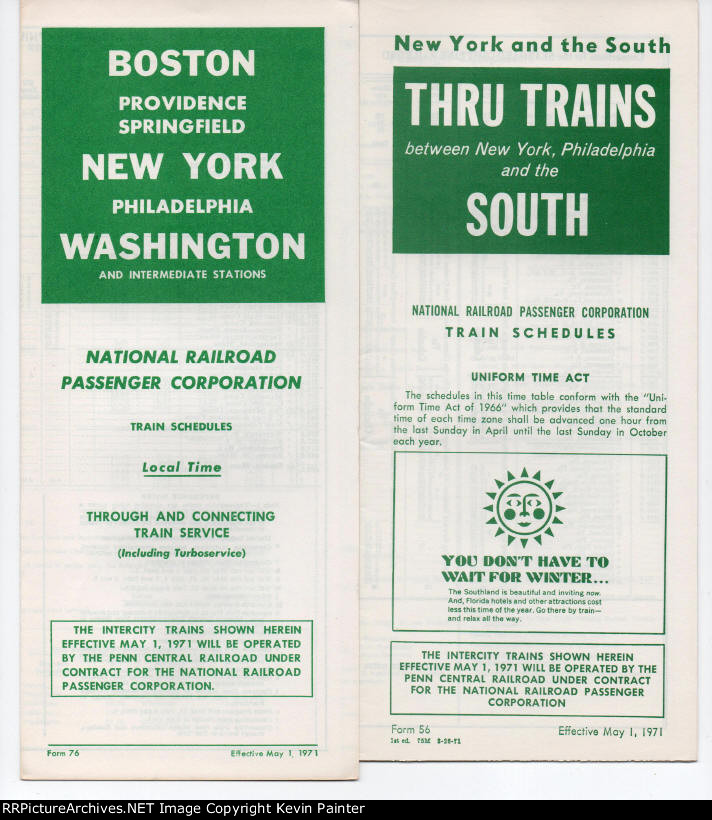 BOSTON
PROVIDENCE
SPRINGFIELD
NEW YORK
PHILADELPHIA
WASHINGTON
AND INTERMEDIATE STATIONS
NATIONAL RAILROAD
PASSENGER CORPORATION
TRAIN SCHEDULES
Local Time
THROUGH AND CONNECTING
TRAIN SERVICE
(Including Turboservice)
THE INTERCITY TRAINS SHOWN HEREIN
EFFECTIVE MAY 1, 1971 WILL BE OPERATED
BY THE PENN CENTRAL RAILROAD UNDER
CONTRACT FOR THE NATIONAL RAILROAD
PASSENGER CORPORATION.
Form 76
Effective May 1, 1971
New York and the South
THRU TRAINS
between New York, Philadelphia
and the
SOUTH
NATIONAL RAILROAD PASSENGER CORPORATION
TRAIN SCHEDULES
UNIFORM TIME ACT
The schedules in this time table conform with the "Uni-
form Time Act of 1966" which provides that the standard
time of each time zone shall be advanced one hour from
the last Sunday in April until the last Sunday in October
each year.
YOU DON'T HAVE TO
WAIT FOR WINTER...
The Southland is beautiful and inviting now.
And, Florida hotels and other attractions cost
less this time of the year. Go there by train—
and relax all the way.
THE INTERCITY TRAINS SHOWN HEREIN
EFFECTIVE MAY 1, 1971 WILL BE OPERATED BY THE
PENN CENTRAL RAILROAD UNDER CONTRACT
FOR THE NATIONAL RAILROAD PASSENGER
CORPORATION
Form 56
Effective May 1, 1971
1st ed.
RRPictureArchives.NET Image Copyright Kevin Painter